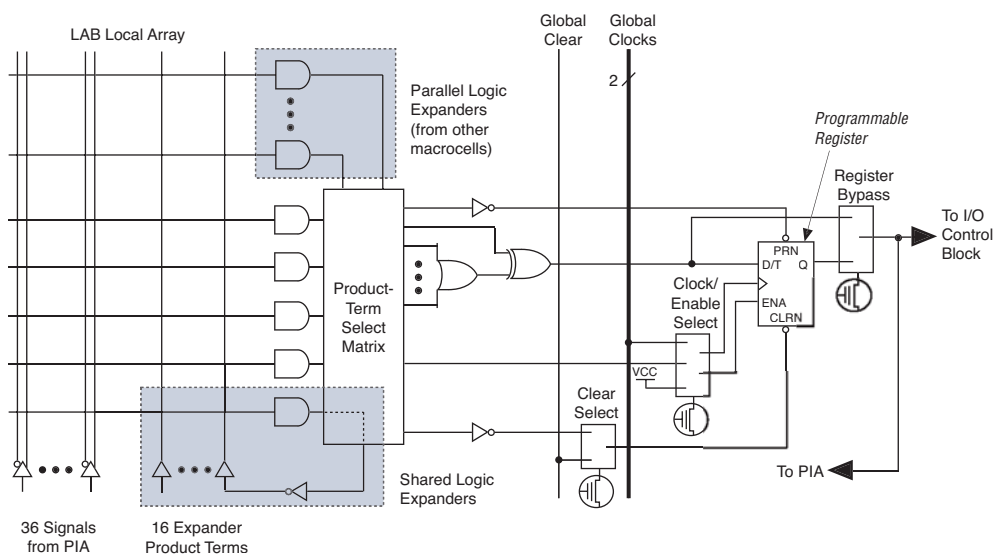 LAB Local Array
Global
Clear
Global
Clocks
2
Parallel Logic
Expanders
(from other
macrocells)
Programmable
Register
Register
Bypass
To I/O
Control
Block
PRN
D/T
Q
ENA
CLRN
Clock/
Enable
Select
Product-
Term
Select
Matrix
VCC
Clear
Select
To PIA
Shared Logic
Expanders
36 Signals
from PIA
16 Expander
Product Terms